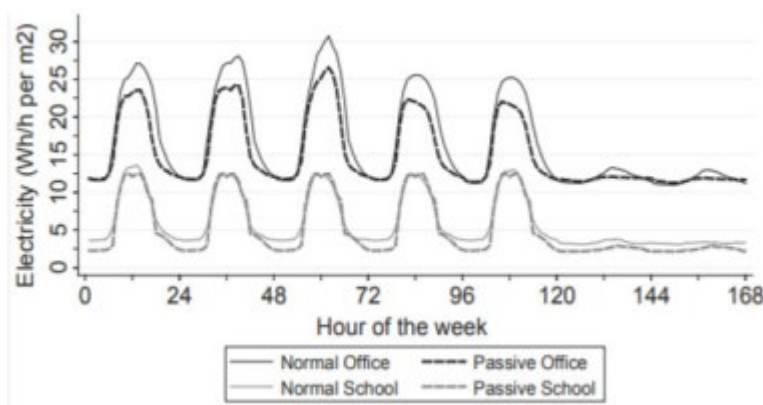 Electricity (Wh/h per m2)
30
25
20
15
10
5
0
0 24 48 72 96 120 144 168
Hour of the week
Normal Office Passive Office
Normal School Passive School